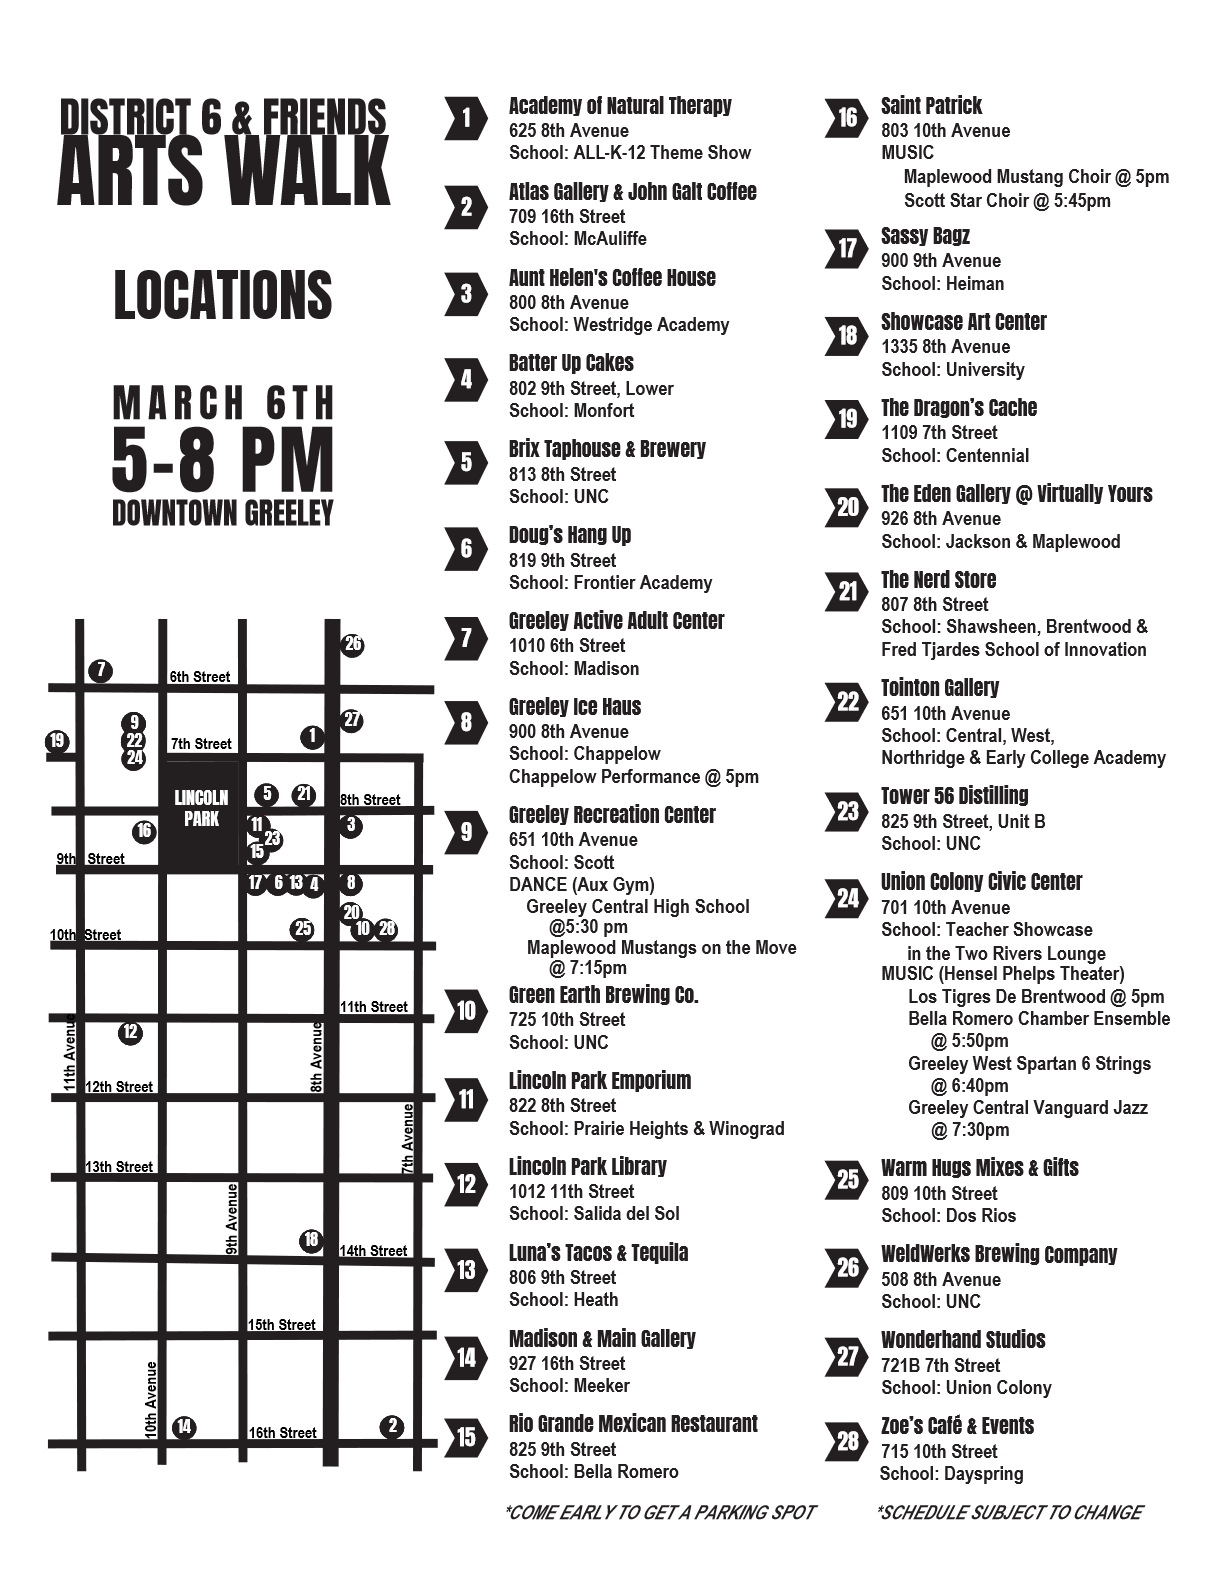 DISTRICT 6 & FRIENDS
ARTS WALK
LOCATIONS
MARCH 6TH
5-8 PM
DOWNTOWN GREELEY
26
7
6th Street
9
27
19
22
1
7th Street
24
LINCOLN
PARK
5
21
8th Street
16
11
3
23
15
9th Street
17
6
13
4
8
20
25
10
28
10th Street
11th Street
12
11th Avenue
8th Avenue
12th Street
7th Avenue
13th Street
9th Avenue
18
14th Street
15th Street
10th Avenue
14
2
16th Street
1
Academy of Natural Therapy
625 8th Avenue
School: ALL-K-12 Theme Show
2
Atlas Gallery & John Galt Coffee
709 16th Street
School: McAuliffe
3
Aunt Helen's Coffee House
800 8th Avenue
School: Westridge Academy
4
Batter Up Cakes
802 9th Street, Lower
School: Monfort
5
Brix Taphouse & Brewery
813 8th Street
School: UNC
6
Doug's Hang Up
819 9th Street
School: Frontier Academy
7
Greeley Active Adult Center
1010 6th Street
School: Madison
8
Greeley Ice Haus
900 8th Avenue
School: Chappelow
Chappelow Performance @ 5pm
9
Greeley Recreation Center
651 10th Avenue
School: Scott
DANCE (Aux Gym)
Greeley Central High School
@5:30 pm
Maplewood Mustangs on the Move
@ 7:15pm
10
Green Earth Brewing Co.
725 10th Street
School: UNC
11
Lincoln Park Emporium
822 8th Street
School: Prairie Heights & Winograd
12
Lincoln Park Library
1012 11th Street
School: Salida del Sol
13
Luna's Tacos & Tequila
806 9th Street
School: Heath
14
Madison & Main Gallery
927 16th Street
School: Meeker
15
Rio Grande Mexican Restaurant
825 9th Street
School: Bella Romero
*COME EARLY TO GET A PARKING SPOT
16
Saint Patrick
803 10th Avenue
MUSIC
Maplewood Mustang Choir @ 5pm
Scott Star Choir @ 5:45pm
17
Sassy Bagz
900 9th Avenue
School: Heiman
18
Showcase Art Center
1335 8th Avenue
School: University
19
The Dragon's Cache
1109 7th Street
School: Centennial
20
The Eden Gallery @ Virtually Yours
926 8th Avenue
School: Jackson & Maplewood
21
The Nerd Store
807 8th Street
School: Shawsheen, Brentwood &
Fred Tjardes School of Innovation
22
Tointon Gallery
651 10th Avenue
School: Central, West,
Northridge & Early College Academy
23
Tower 56 Distilling
825 9th Street, Unit B
School: UNC
24
Union Colony Civic Center
701 10th Avenue
School: Teacher Showcase
in the Two Rivers Lounge
MUSIC (Hensel Phelps Theater)
Los Tigres De Brentwood @ 5pm
Bella Romero Chamber Ensemble
@ 5:50pm
Greeley West Spartan 6 Strings
@ 6:40pm
Greeley Central Vanguard Jazz
@ 7:30pm
25
Warm Hugs Mixes & Gifts
809 10th Street
School: Dos Rios
26
WeldWerks Brewing Company
508 8th Avenue
School: UNC
27
Wonderhand Studios
721B 7th Street
School: Union Colony
28
Zoe's Café & Events
715 10th Street
School: Dayspring
*SCHEDULE SUBJECT TO CHANGE